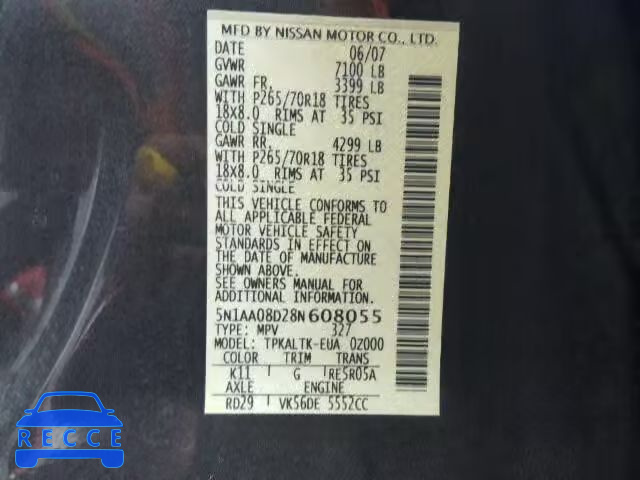 MFD BY NISSAN MOTOR CO., LTD.
DATE 06/07
GVWR 7100 LB
GAWR FR. 3399 LB
WITH P265/70R18 TIRES
18X8.0 RIMS AT 35 PSI
COLD SINGLE
GAWR RR. 4299 LB
WITH P265/70R18 TIRES
18X8.0 RIMS AT 35 PSI
COLD SINGLE
THIS VEHICLE CONFORMS TO
ALL APPLICABLE FEDERAL
MOTOR VEHICLE SAFETY
STANDARDS IN EFFECT ON
THE DATE OF MANUFACTURE
SHOWN ABOVE.
SEE OWNERS MANUAL FOR
ADDITIONAL INFORMATION.
5N1AA08D28N608055
TYPE: MPV 327
MODEL: TPKALTK-EUA 0Z000
COLOR TRIM TRANS
K11 G RE5R05A
AXLE ENGINE
RD29 VK56DE 5552CC
RECCE